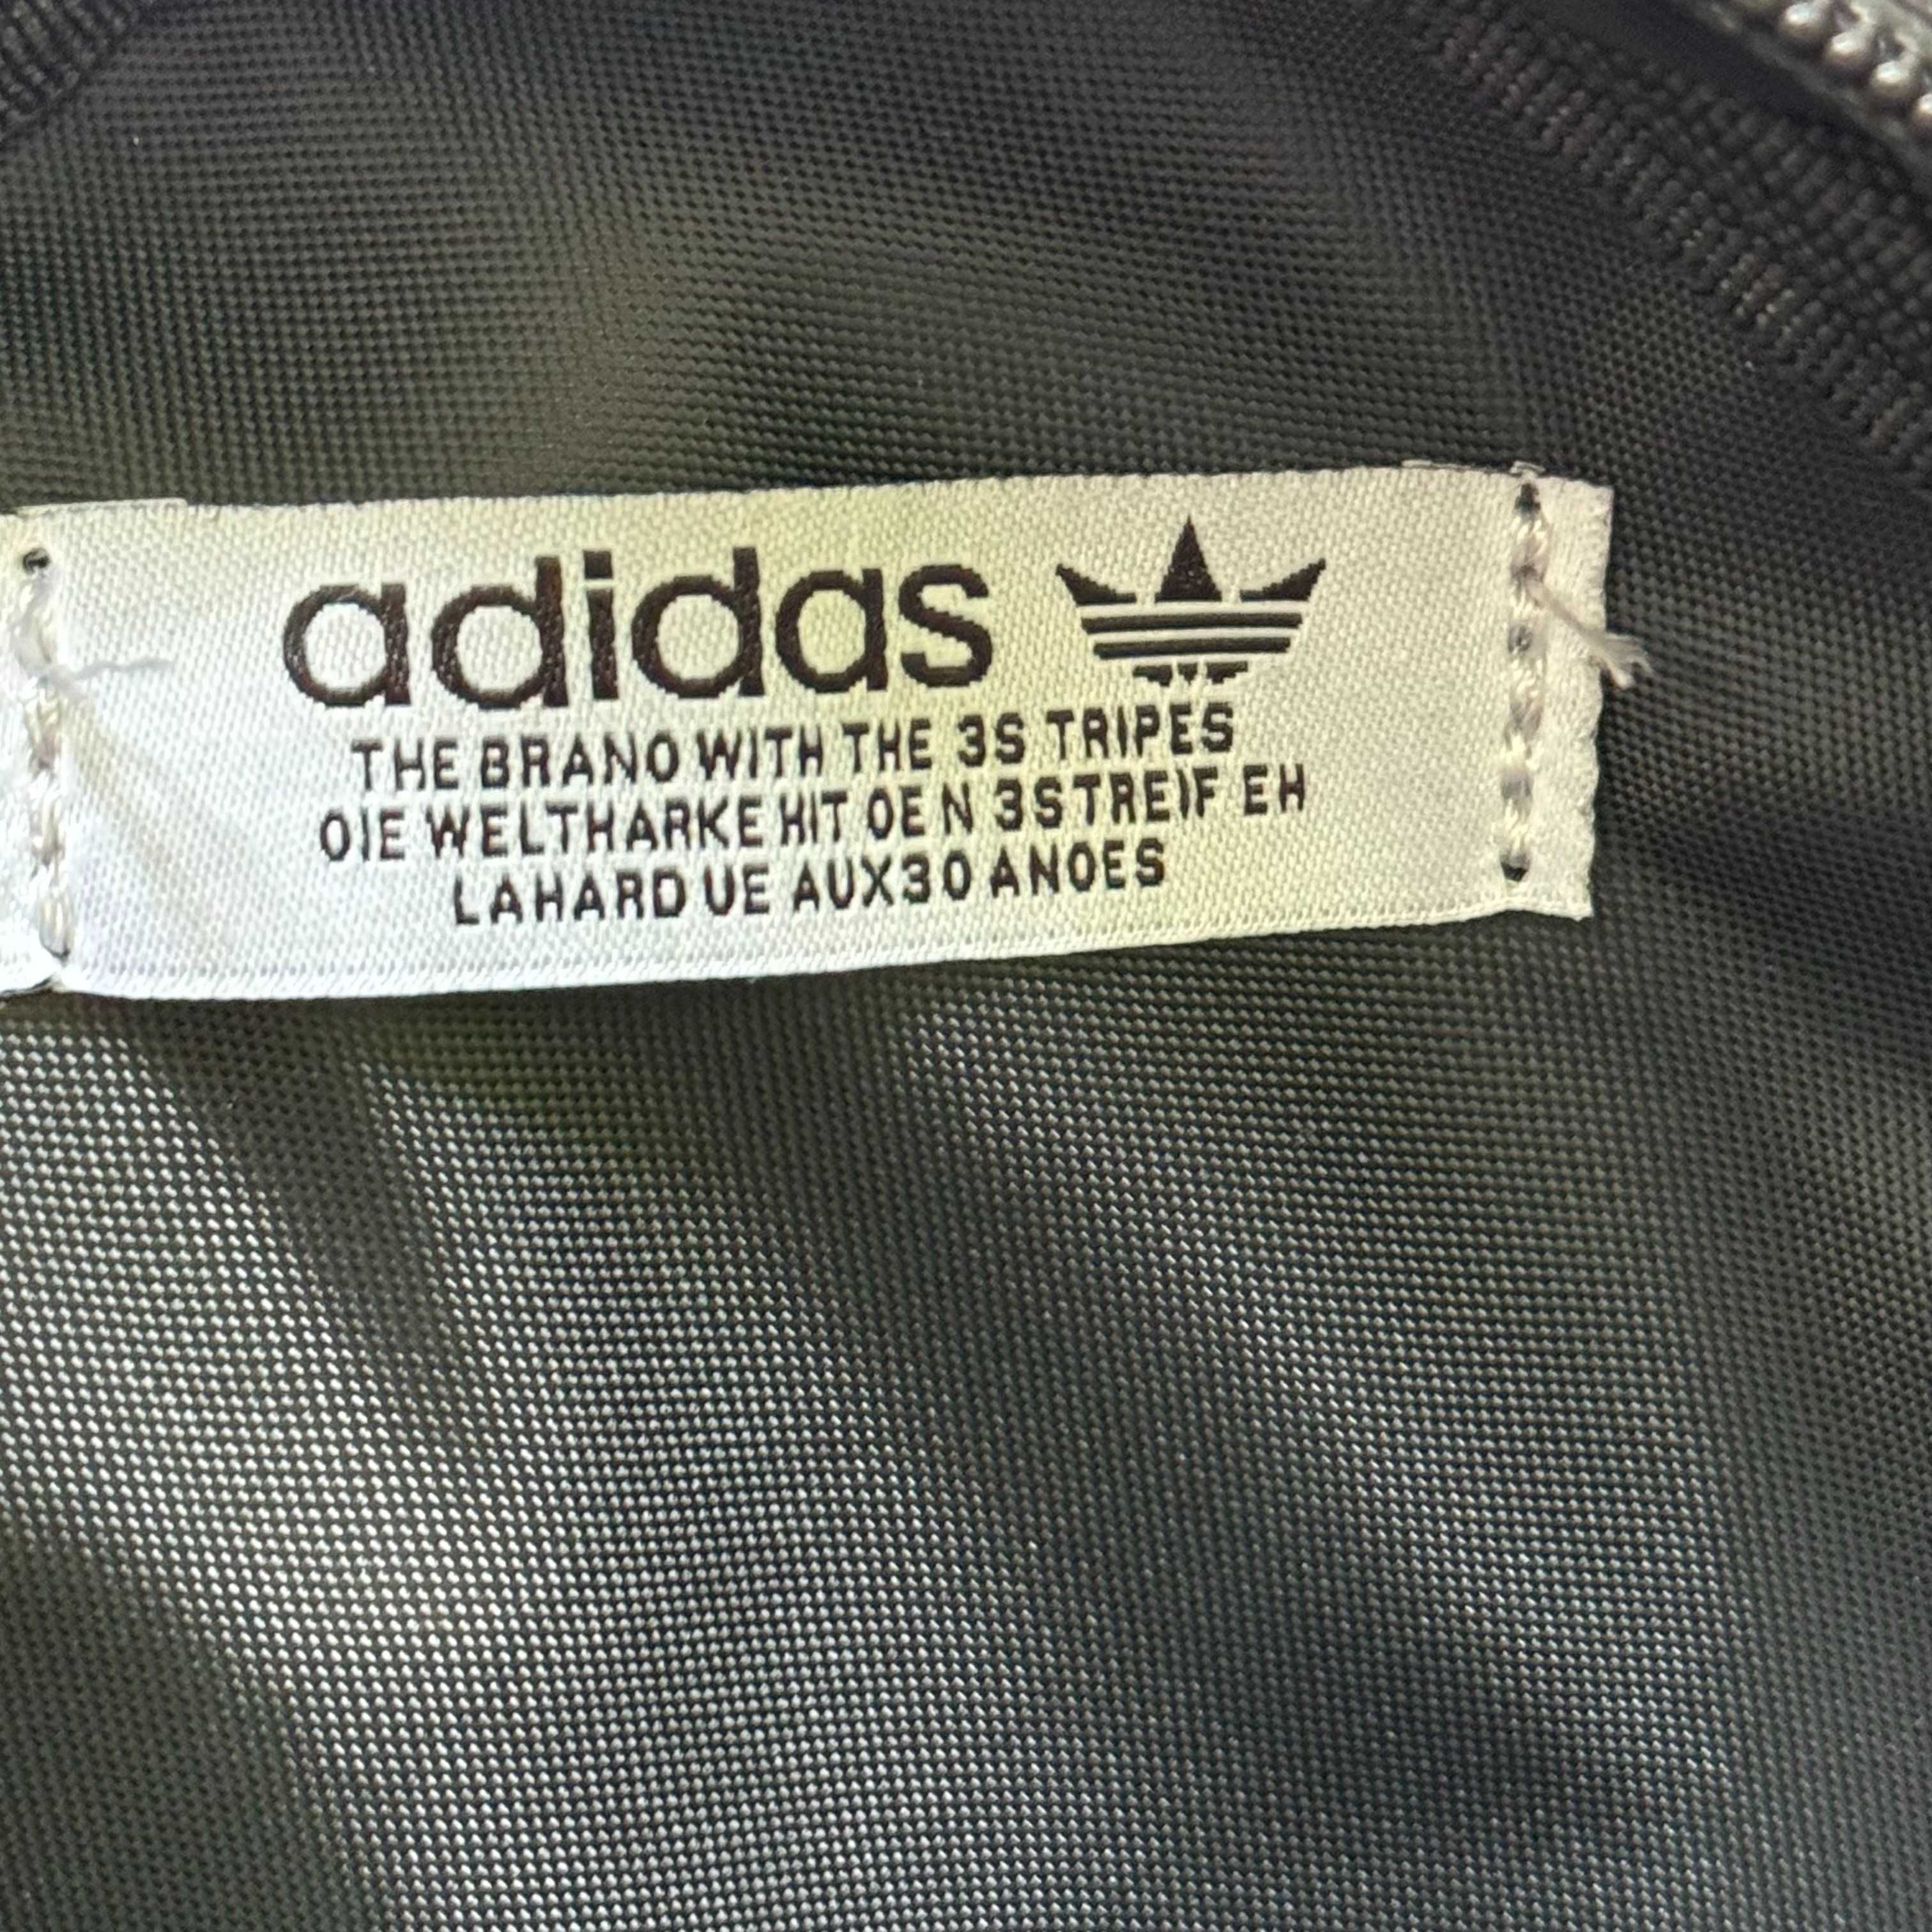 adidas
THE BRANO WITH THE 3S TRIPES
OIE WELTHARKE HIT OE N 3STREIF EH
LAHARD UE AUX30 ANOES